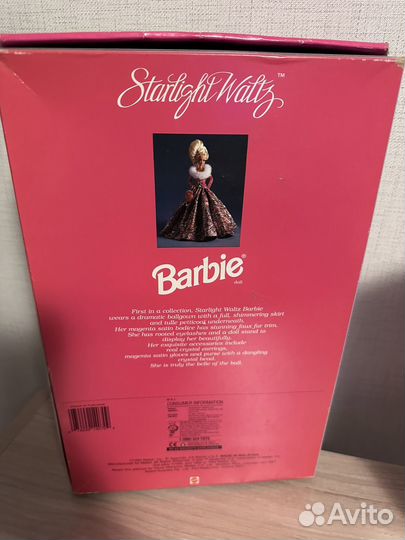 Starlight Waltz™
Barbie®
doll
First in a collection, Starlight Waltz Barbie
wears a dramatic ballgown with a full, shimmering skirt
and tulle petticoat underneath.
Her magenta satin bodice has stunning faux fur trim.
She has rooted eyelashes and a doll stand to
display her beautifully.
Her exquisite accessories include
real crystal earrings,
magenta satin gloves and purse with a dangling
crystal bead.
She is truly the belle of the ball.
CONSUMER INFORMATION
Avito